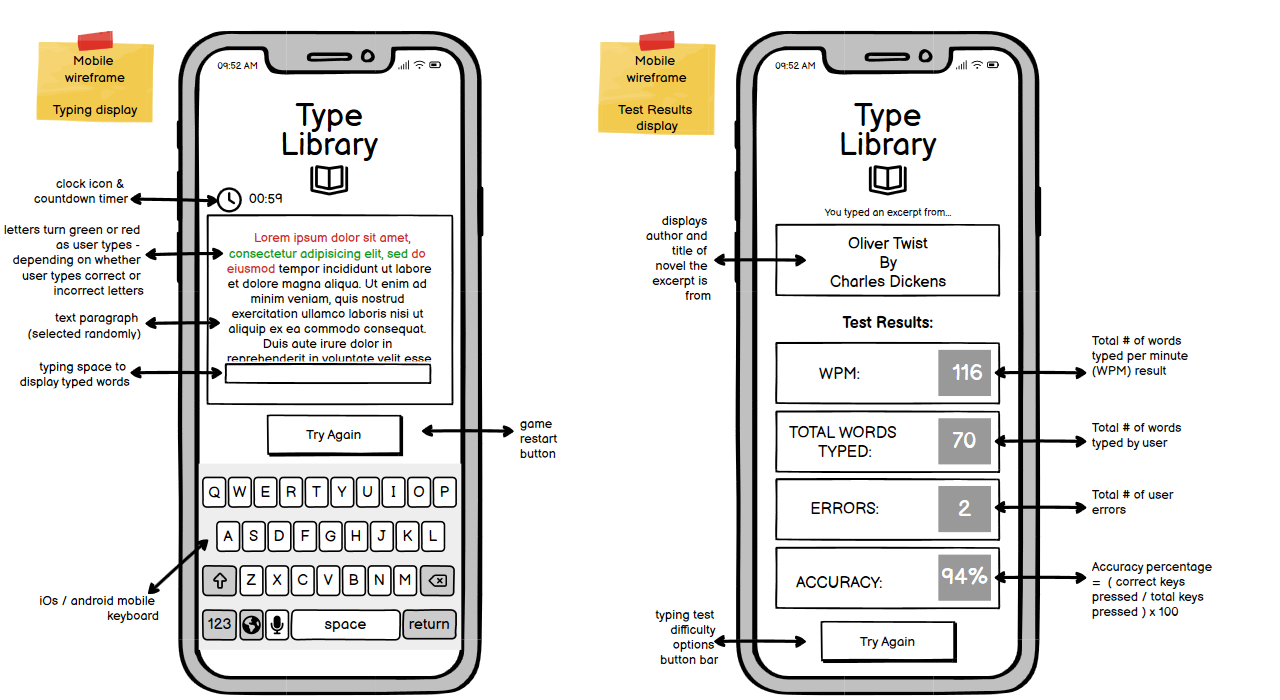 Mobile
wireframe
Typing display
09:52 AM
Type
Library
clock icon &
countdown timer
00:59
letters turn green or red
as user types -
depending on whether
user types correct or
incorrect letters
Lorem ipsum dolor sit amet,
consectetur adipisicing elit, sed do
eiusmod tempor incididunt ut labore
et dolore magna aliqua. Ut enim ad
minim veniam, quis nostrud
exercitation ullamco laboris nisi ut
aliquip ex ea commodo consequat.
Duis aute irure dolor in
reprehenderit in voluptate velit esse
text paragraph
(selected randomly)
typing space to
display typed words
Try Again
game
restart
button
Q W E R T Y U I O P
A S D F G H J K L
Z X C V B N M
123 space return
iOs / android mobile
keyboard
Mobile
wireframe
Test Results
display
09:52 AM
Type
Library
You typed an excerpt from...
displays
author and
title of
novel the
excerpt is
from
Oliver Twist
By
Charles Dickens
Test Results:
WPM: 116
Total # of words
typed per minute
(WPM) result
TOTAL WORDS
TYPED: 70
Total # of words
typed by user
ERRORS: 2
Total # of user
errors
ACCURACY: 94%
Accuracy percentage
= ( correct keys
pressed / total keys
pressed ) x 100
typing test
difficulty
options
button bar
Try Again